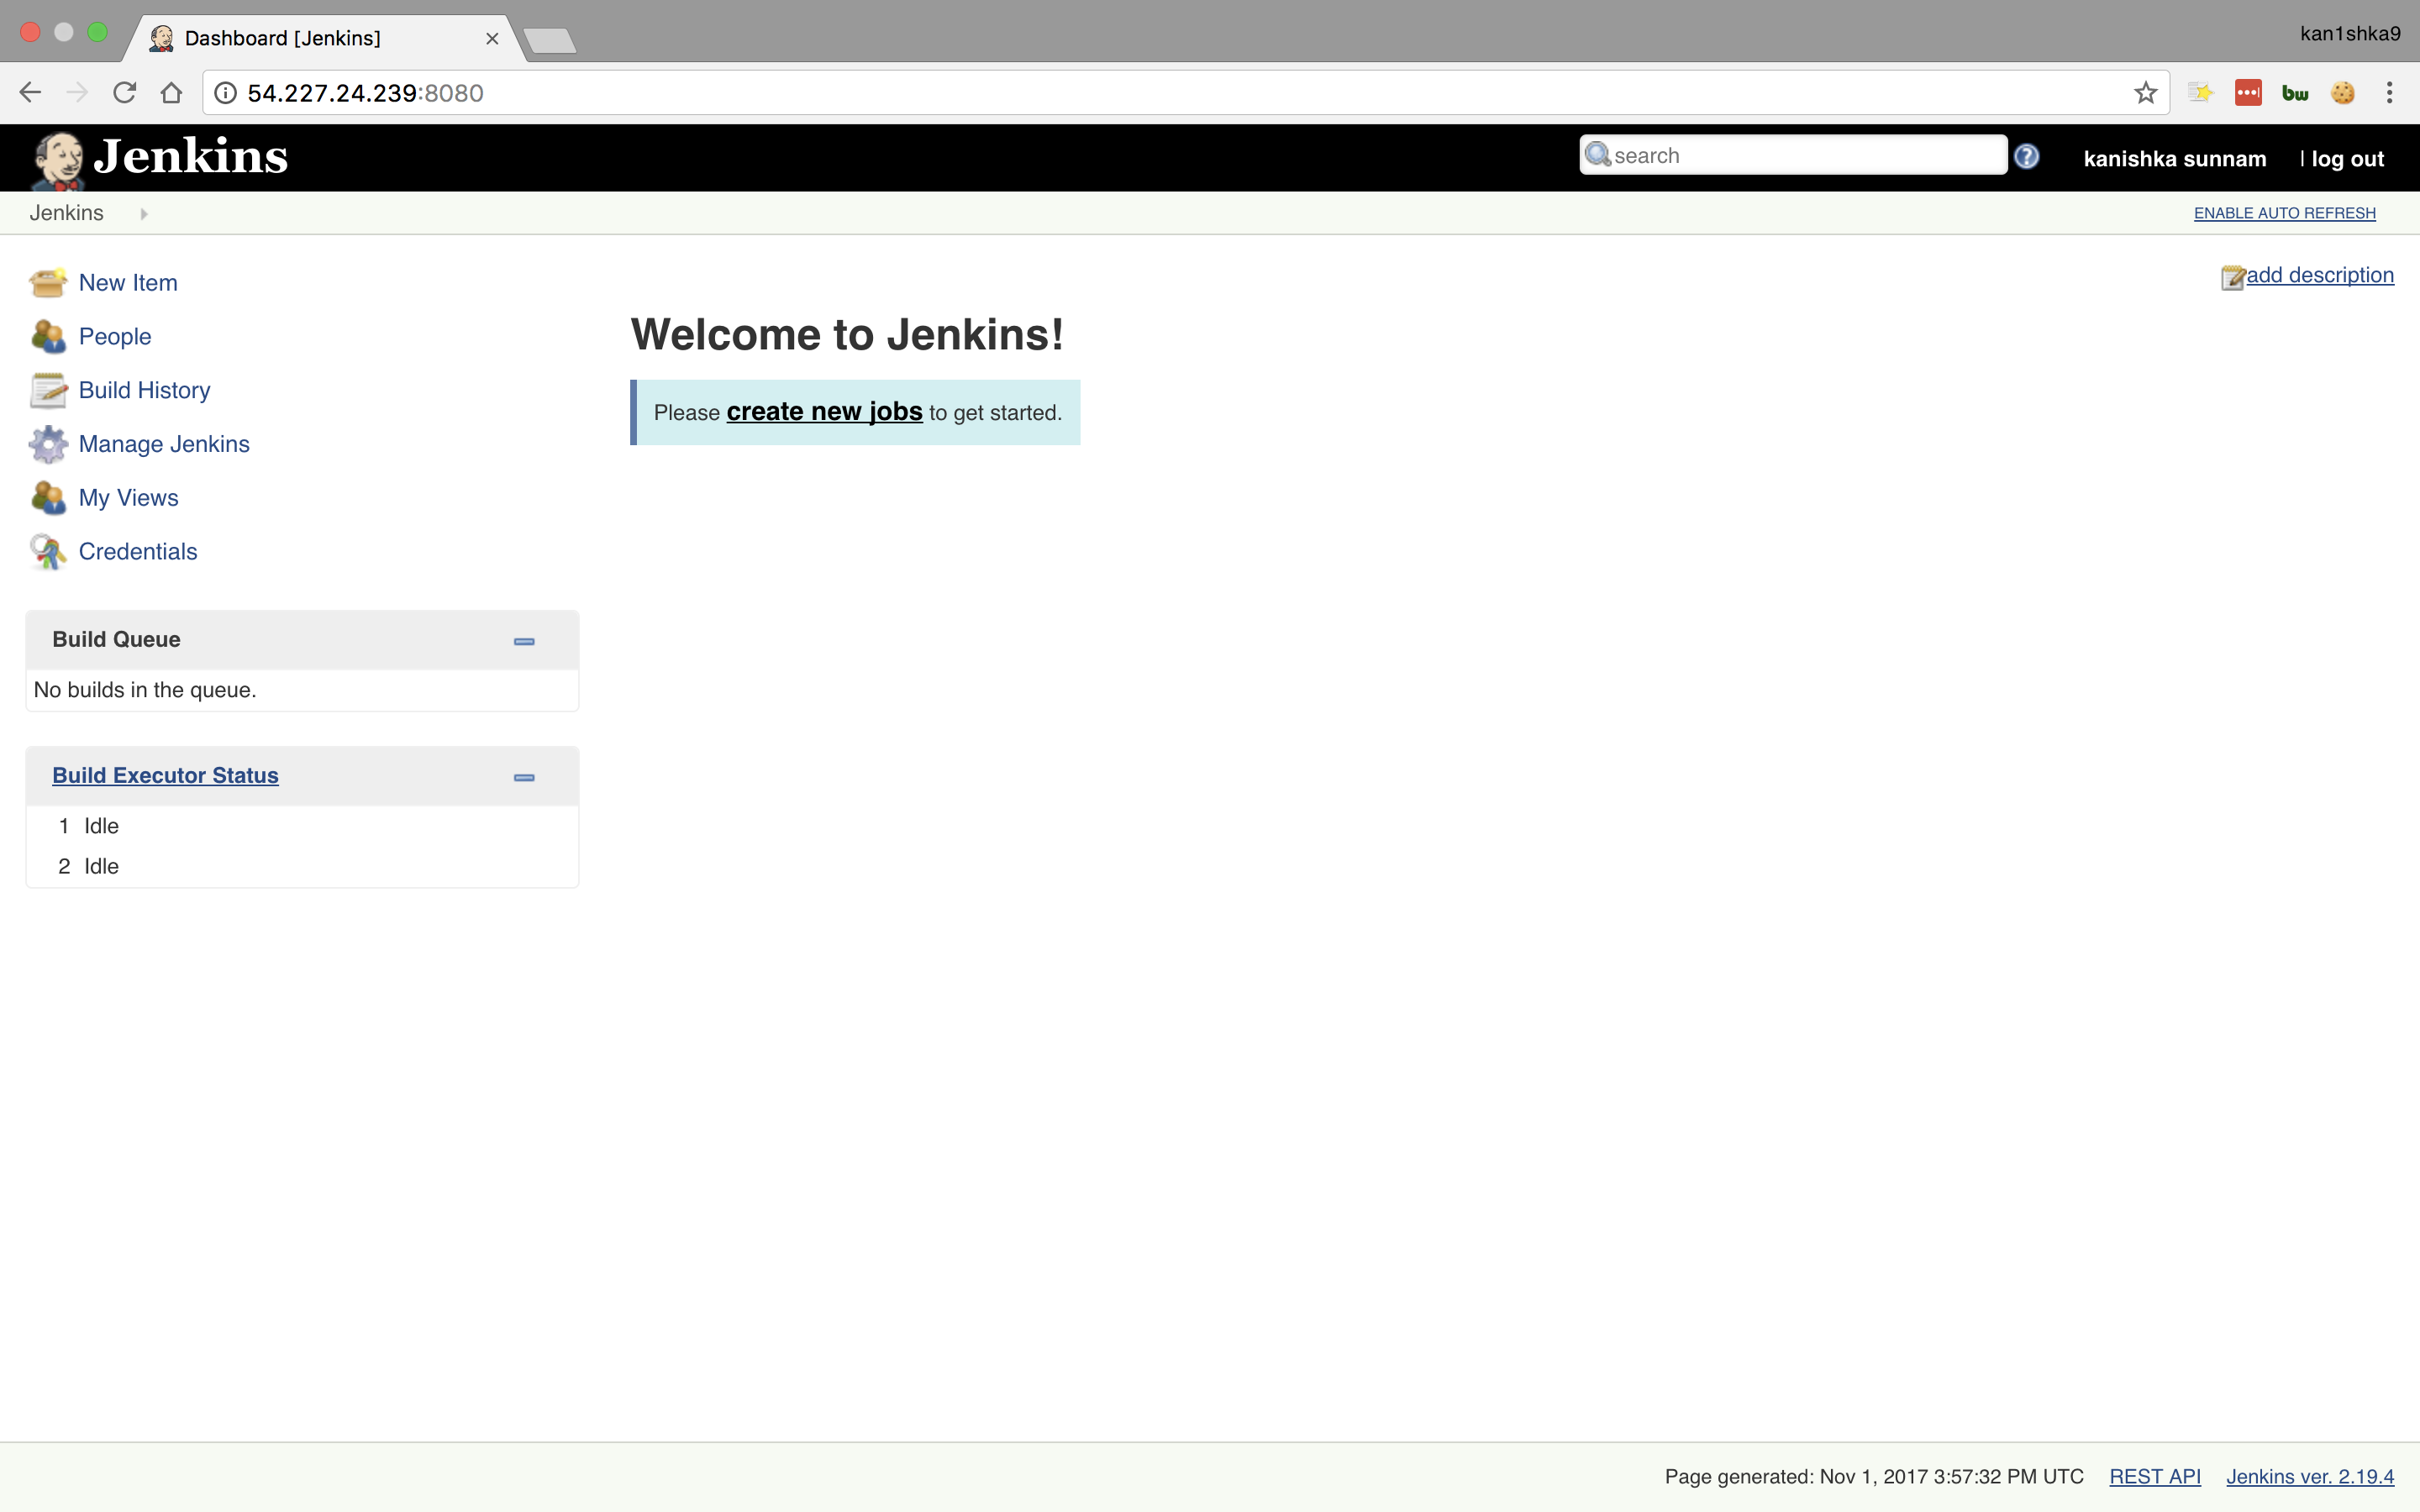 Dashboard [Jenkins]
kan1shka9
54.227.24.239:8080
bw
Jenkins
search
kanishka sunnam
| log out
Jenkins
ENABLE AUTO REFRESH
New Item
People
Build History
Manage Jenkins
My Views
Credentials
add description
Welcome to Jenkins!
Please create new jobs to get started.
Build Queue
No builds in the queue.
Build Executor Status
1 Idle
2 Idle
Page generated: Nov 1, 2017 3:57:32 PM UTC
REST API
Jenkins ver. 2.19.4